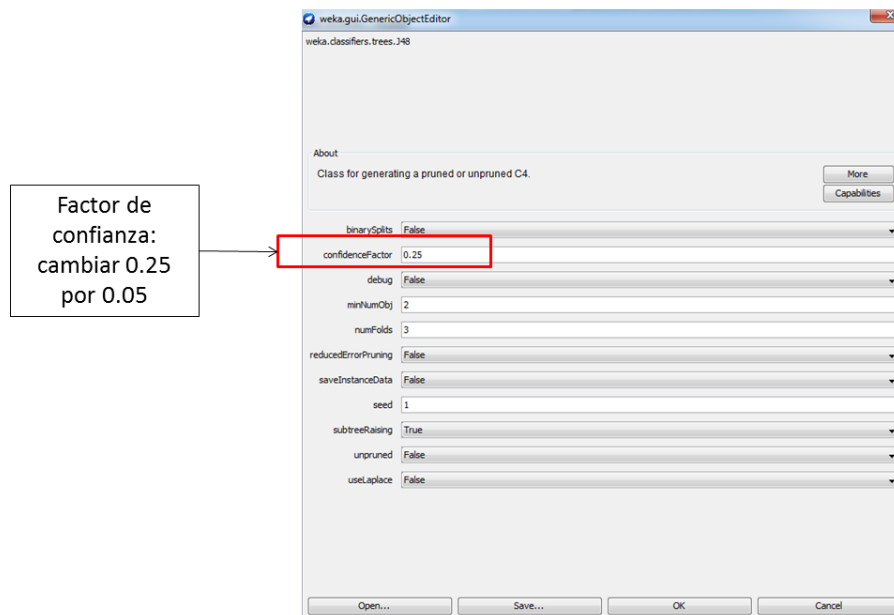 weka.gui.GenericObjectEditor
weka.classifiers.trees.J48
About
Class for generating a pruned or unpruned C4.
More
Capabilities
Factor de
confianza:
cambiar 0.25
por 0.05
binarySplits False
confidenceFactor 0.25
debug False
minNumObj 2
numFolds 3
reducedErrorPruning False
saveInstanceData False
seed 1
subtreeRaising True
unpruned False
useLaplace False
Open... Save... OK Cancel